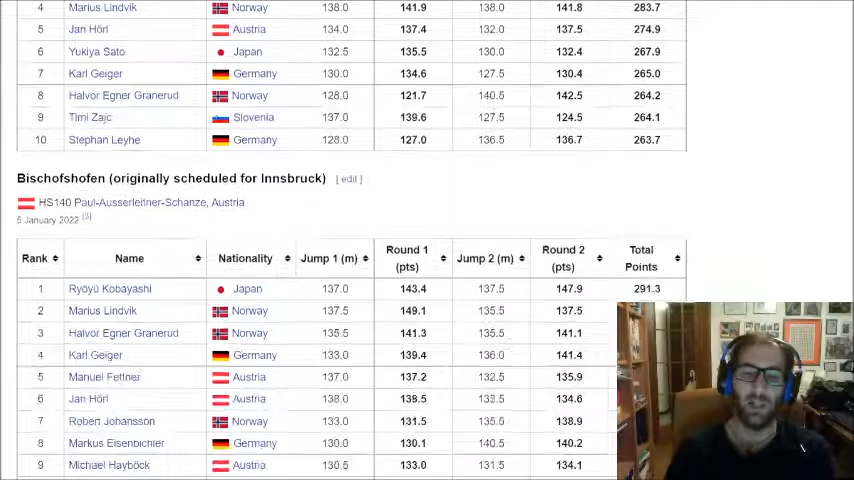 4 Marius Lindvik Norway 138.0 141.9 138.0 141.8 283.7
5 Jan Hörl Austria 134.0 137.4 132.0 137.5 274.9
6 Yukiya Sato Japan 132.5 135.5 130.0 132.4 267.9
7 Karl Geiger Germany 130.0 134.6 127.5 130.4 265.0
8 Halvor Egner Granerud Norway 128.0 121.7 140.5 142.5 264.2
9 Timi Zajc Slovenia 137.0 139.6 127.5 124.5 264.1
10 Stephan Leyhe Germany 128.0 127.0 136.5 136.7 263.7
Bischofshofen (originally scheduled for Innsbruck) [ edit ]
HS140 Paul-Ausserleitner-Schanze, Austria
5 January 2022 [3]
Rank Name Nationality Jump 1 (m) Round 1 (pts) Jump 2 (m) Round 2 (pts) Total Points
1 Ryōyū Kobayashi Japan 137.0 143.4 137.5 147.9 291.3
2 Marius Lindvik Norway 137.5 149.1 135.5 137.5
3 Halvor Egner Granerud Norway 135.5 141.3 135.5 141.1
4 Karl Geiger Germany 133.0 139.4 136.0 141.4
5 Manuel Fettner Austria 137.0 137.2 132.5 135.9
6 Jan Hörl Austria 138.0 134.6
7 Robert Johansson Norway 133.0 131.5 135.5 138.9
8 Markus Eisenbichler Germany 130.0 130.1 140.5 140.2
9 Michael Hayböck Austria 130.5 133.0 131.5 134.1